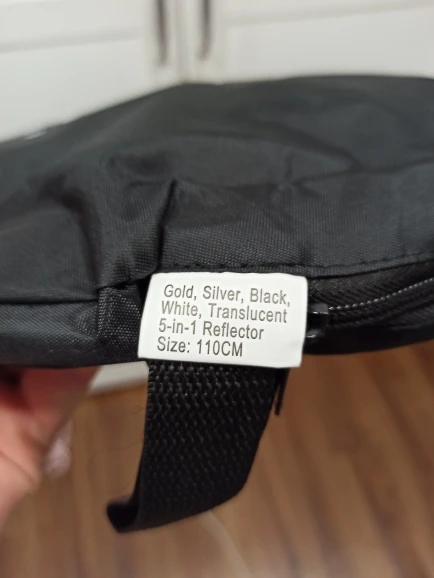 Gold, Silver, Black,
White, Translucent
5-in-1 Reflector
Size: 110CM